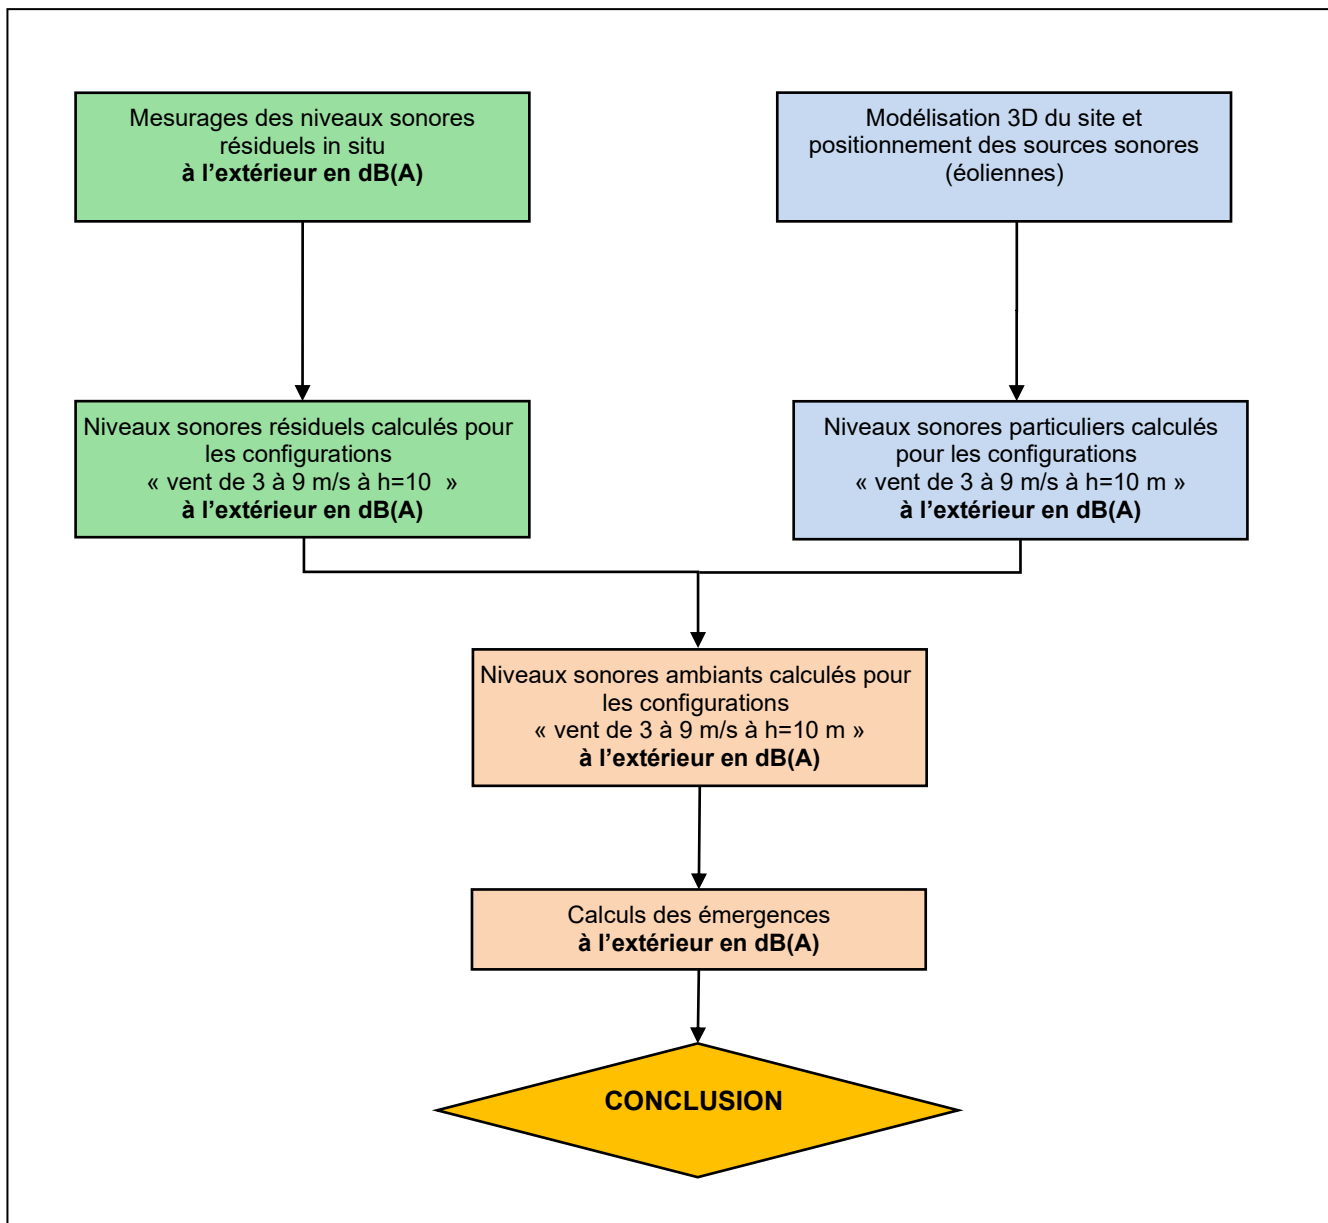 Mesurages des niveaux sonores
résiduels in situ
à l’extérieur en dB(A)
Modélisation 3D du site et
positionnement des sources sonores
(éoliennes)
Niveaux sonores résiduels calculés pour
les configurations
« vent de 3 à 9 m/s à h=10 »
à l’extérieur en dB(A)
Niveaux sonores particuliers calculés
pour les configurations
« vent de 3 à 9 m/s à h=10 m »
à l’extérieur en dB(A)
Niveaux sonores ambiants calculés pour
les configurations
« vent de 3 à 9 m/s à h=10 m »
à l’extérieur en dB(A)
Calculs des émergences
à l’extérieur en dB(A)
CONCLUSION